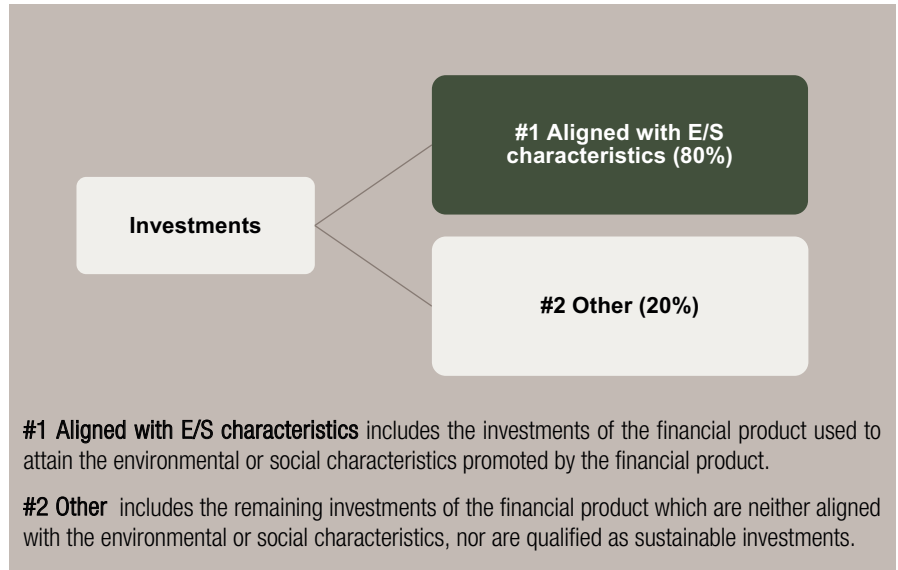 #1 Aligned with E/S
characteristics (80%)
Investments
#2 Other (20%)
#1 Aligned with E/S characteristics includes the investments of the financial product used to
attain the environmental or social characteristics promoted by the financial product.
#2 Other includes the remaining investments of the financial product which are neither aligned
with the environmental or social characteristics, nor are qualified as sustainable investments.